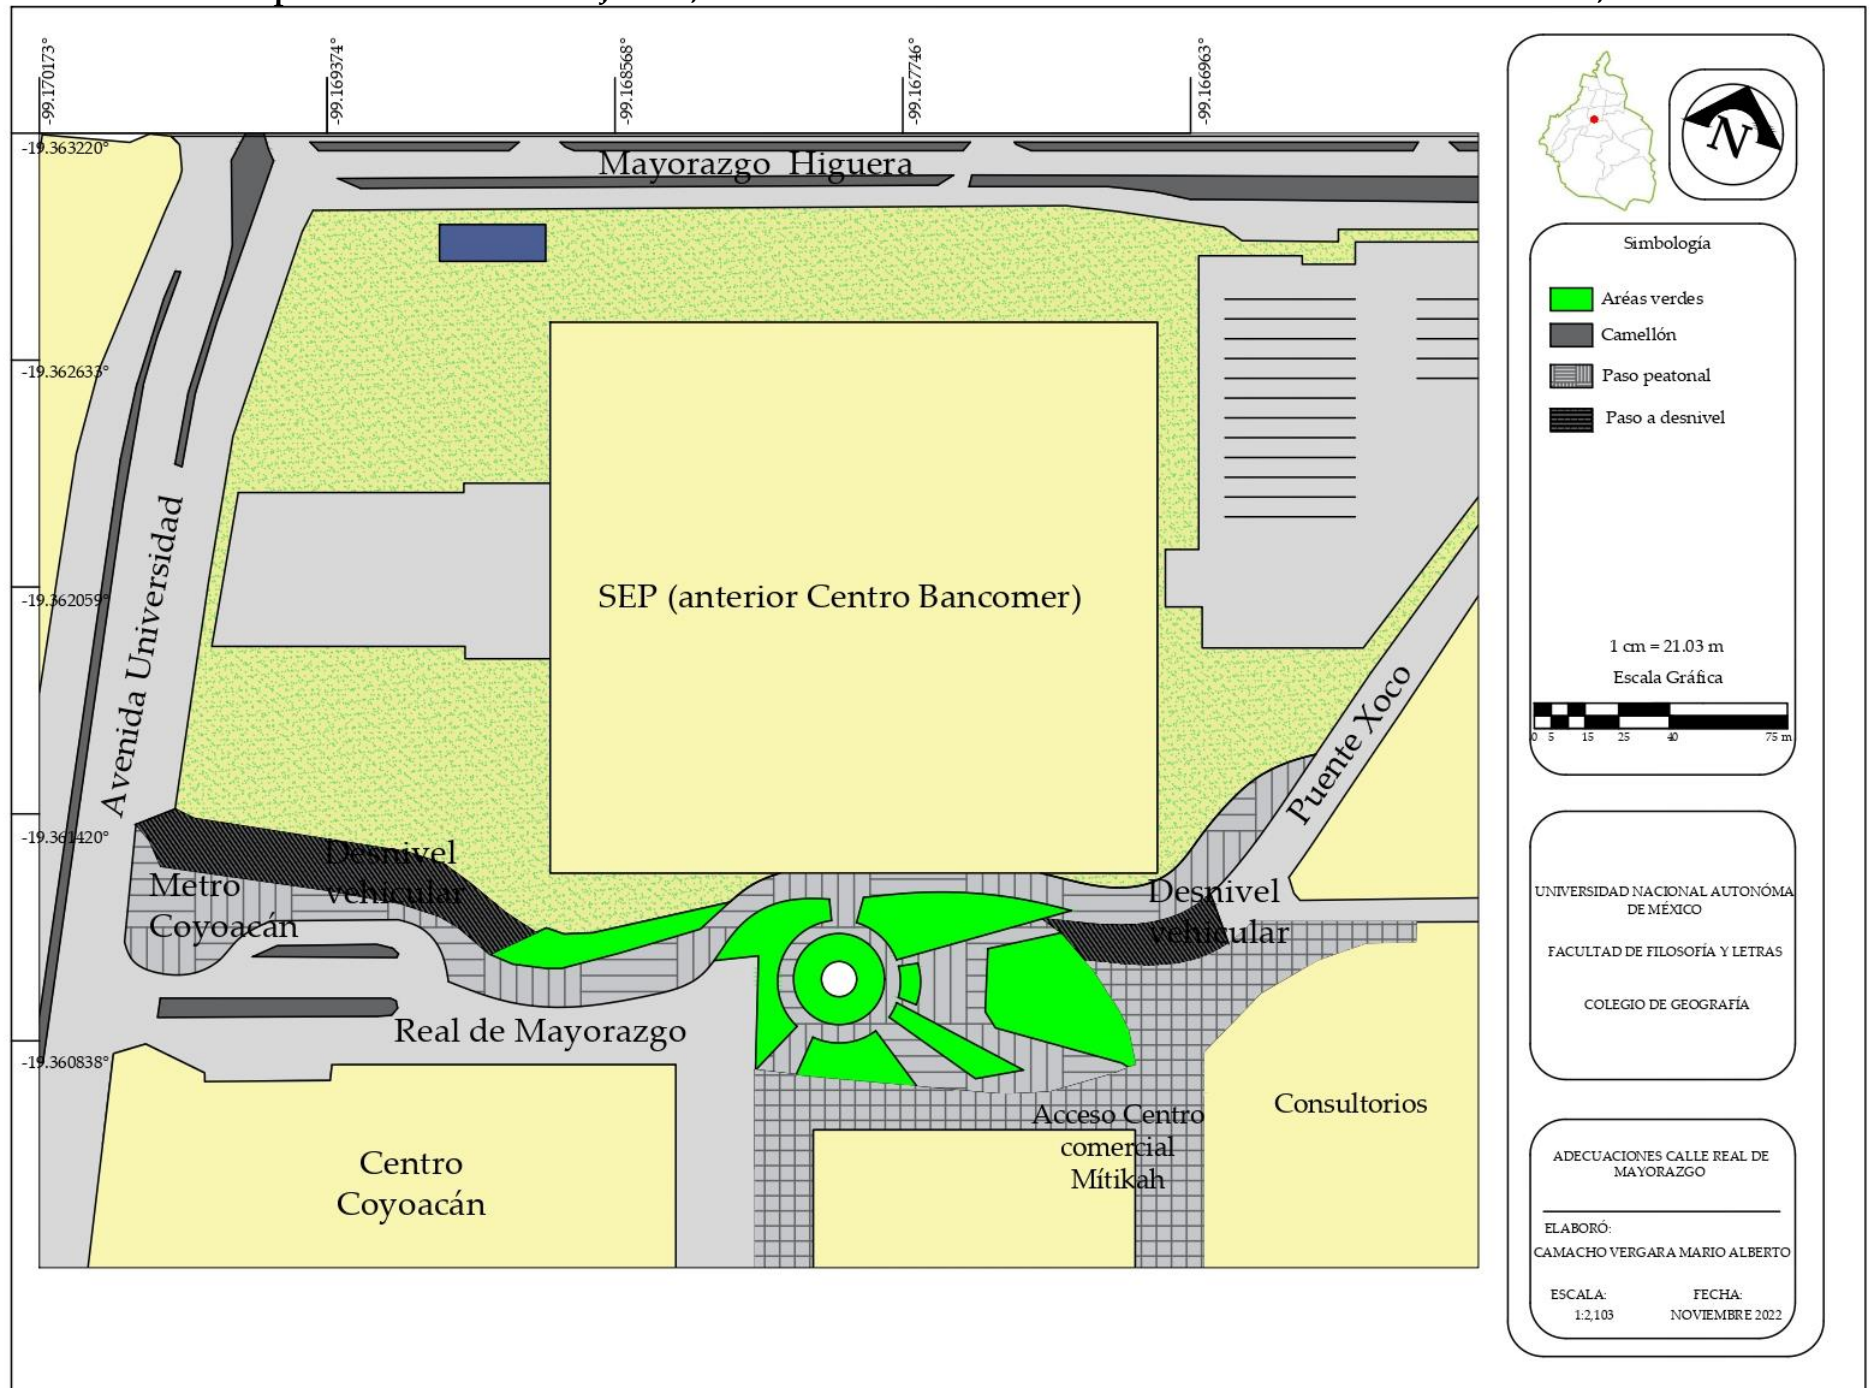 -99.170173°
-99.169374°
-99.168568°
-99.167746°
-99.166963°
-19.363220°
-19.362633°
-19.362059°
-19.361420°
-19.360838°
Mayorazgo Higuera
Avenida Universidad
SEP (anterior Centro Bancomer)
Puente Xoco
Desnivel
vehicular
Metro
Coyoacán
Desnivel
vehicular
Real de Mayorazgo
Centro
Coyoacán
Acceso Centro
comercial
Mítikah
Consultorios
N
Simbología
Aréas verdes
Camellón
Paso peatonal
Paso a desnivel
1 cm = 21.03 m
Escala Gráfica
0 5 15 25 40 75 m
UNIVERSIDAD NACIONAL AUTONÓMA
DE MÉXICO
FACULTAD DE FILOSOFÍA Y LETRAS
COLEGIO DE GEOGRAFÍA
ADECUACIONES CALLE REAL DE
MAYORAZGO
ELABORÓ:
CAMACHO VERGARA MARIO ALBERTO
ESCALA:
1:2,103
FECHA:
NOVIEMBRE 2022